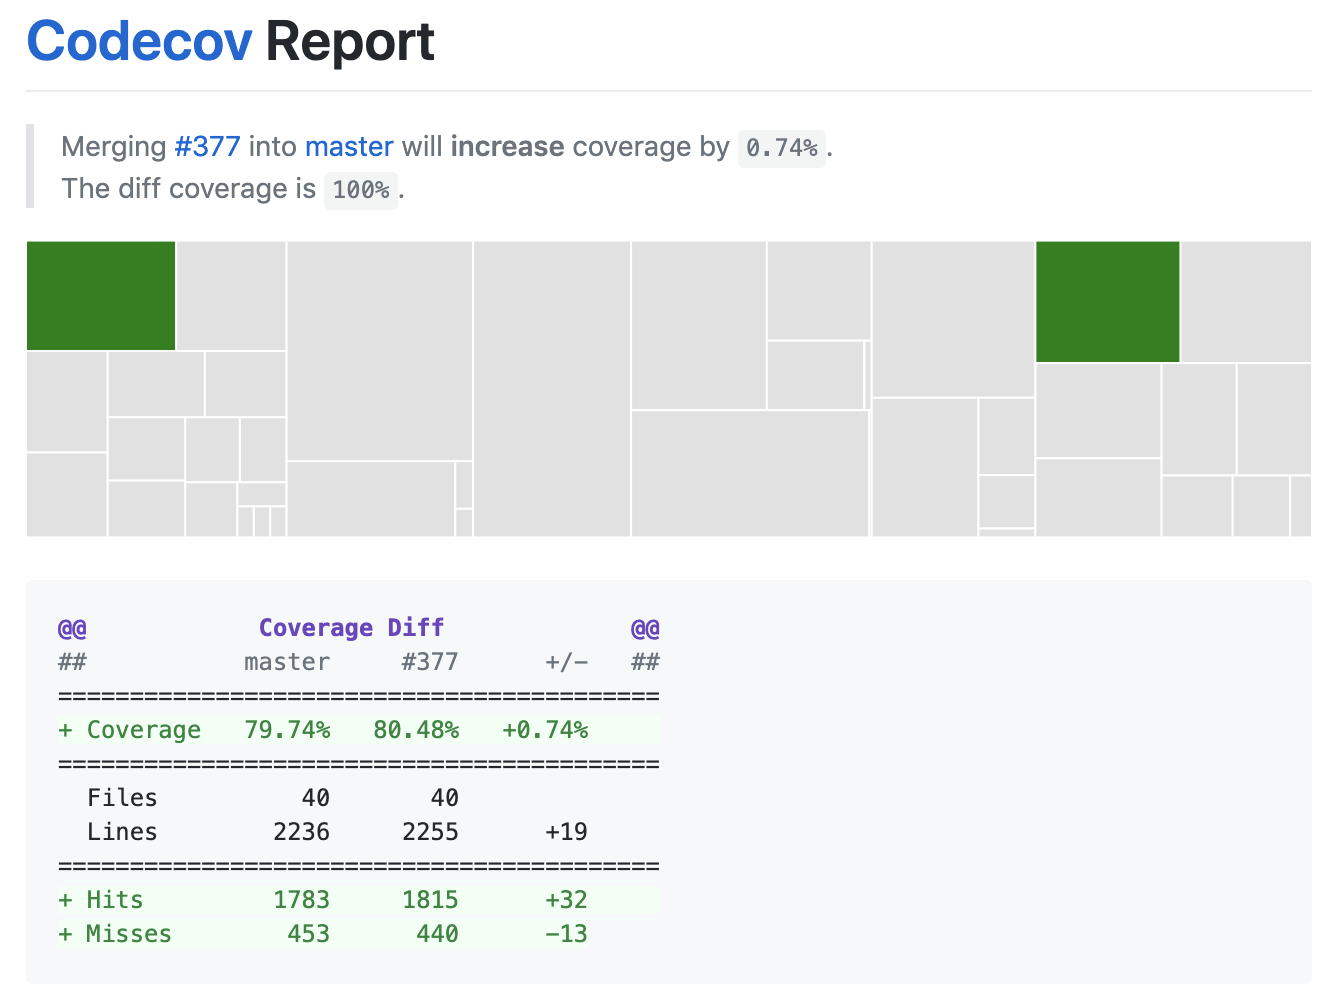 Codecov Report
Merging #377 into master will increase coverage by 0.74%.
The diff coverage is 100%.
@@            Coverage Diff             @@
##           master     #377      +/-   ##
==========================================
+ Coverage   79.74%   80.48%   +0.74%
==========================================
  Files          40       40
  Lines        2236     2255      +19
==========================================
+ Hits         1783     1815      +32
+ Misses        453      440      −13